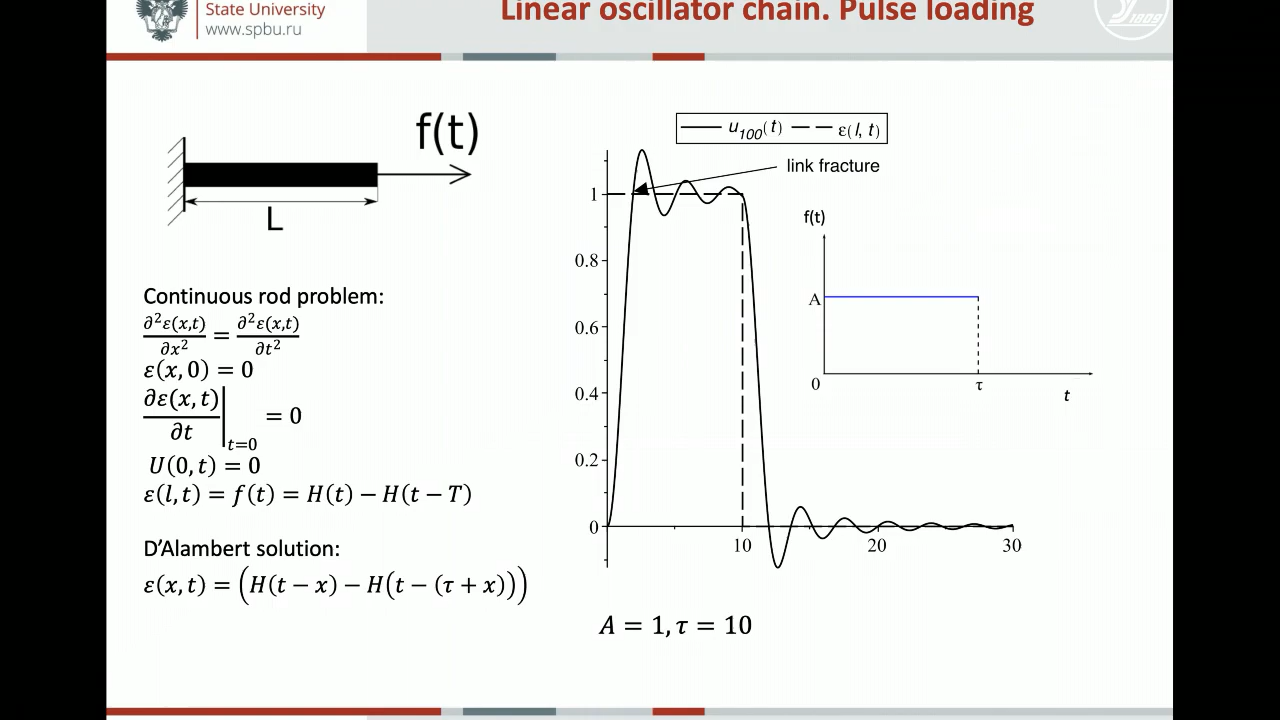 State University
www.spbu.ru
Linear oscillator chain. Pulse loading
1809
f(t)
L
Continuous rod problem:
∂²ε(x,t)/∂x² = ∂²ε(x,t)/∂t²
ε(x, 0) = 0
∂ε(x, t)/∂t |t=0 = 0
U(0, t) = 0
ε(l, t) = f(t) = H(t) − H(t − T)
D'Alambert solution:
ε(x, t) = (H(t − x) − H(t − (τ + x)))
u100(t) ε(l, t)
link fracture
1
0.8
0.6
0.4
0.2
0
10 20 30
f(t)
A
0 τ t
A = 1, τ = 10